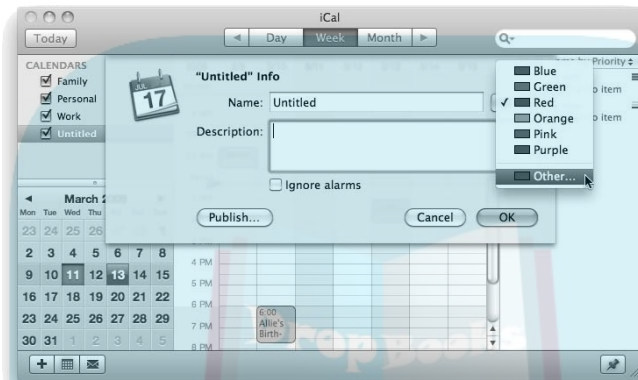 iCal
Today
Day Week Month
CALENDARS
Family
Personal
Work
Untitled
by Priority
"Untitled" Info
JUL
17
Name: Untitled
Description:
Ignore alarms
Publish... Cancel OK
Blue
Green
✓ Red
Orange
Pink
Purple
Other...
o item
o item
March
Mon Tue Wed Thu
23 24 25 26
2 3 4 5 6 7 8
9 10 11 12 13 14 15
16 17 18 19 20 21 22
23 24 25 26 27 28 29
30 31 1 2 3 4 5
4 PM
5 PM
6 PM
7 PM
8 PM
6:00
Allie's
Birth-
Drop Books